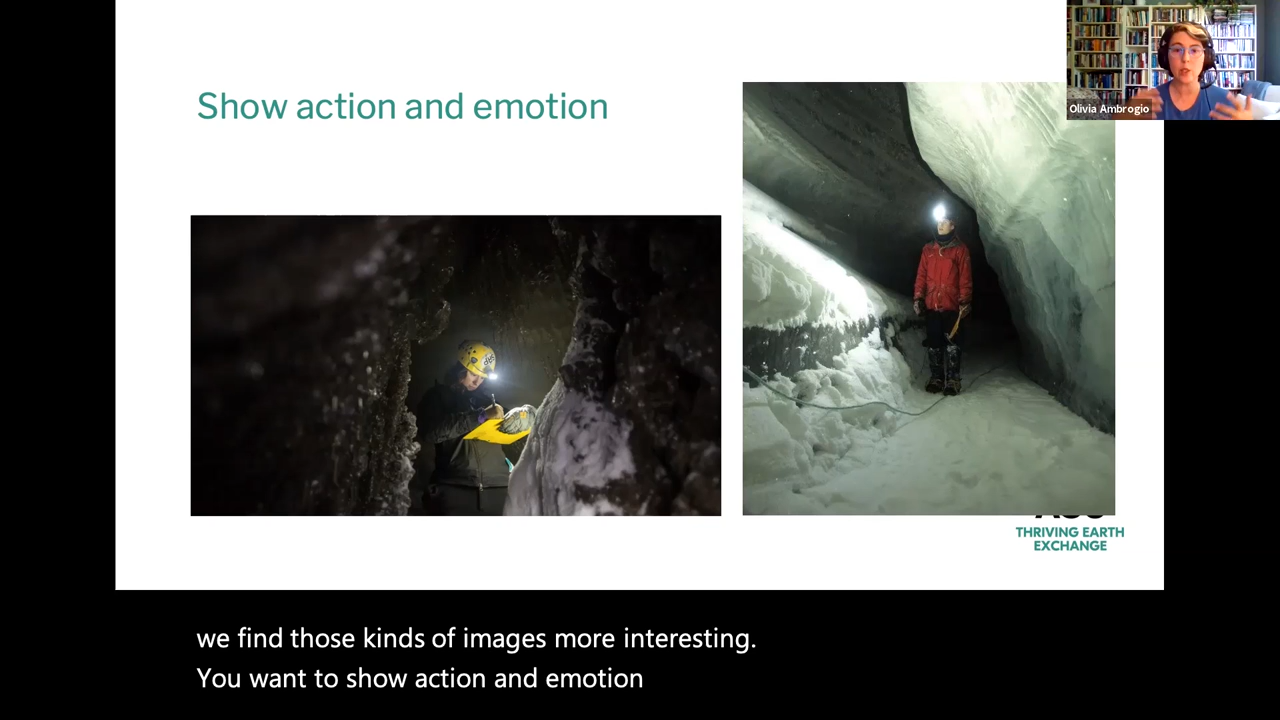 Show action and emotion
Olivia Ambrogio
THRIVING EARTH
EXCHANGE
we find those kinds of images more interesting.
You want to show action and emotion